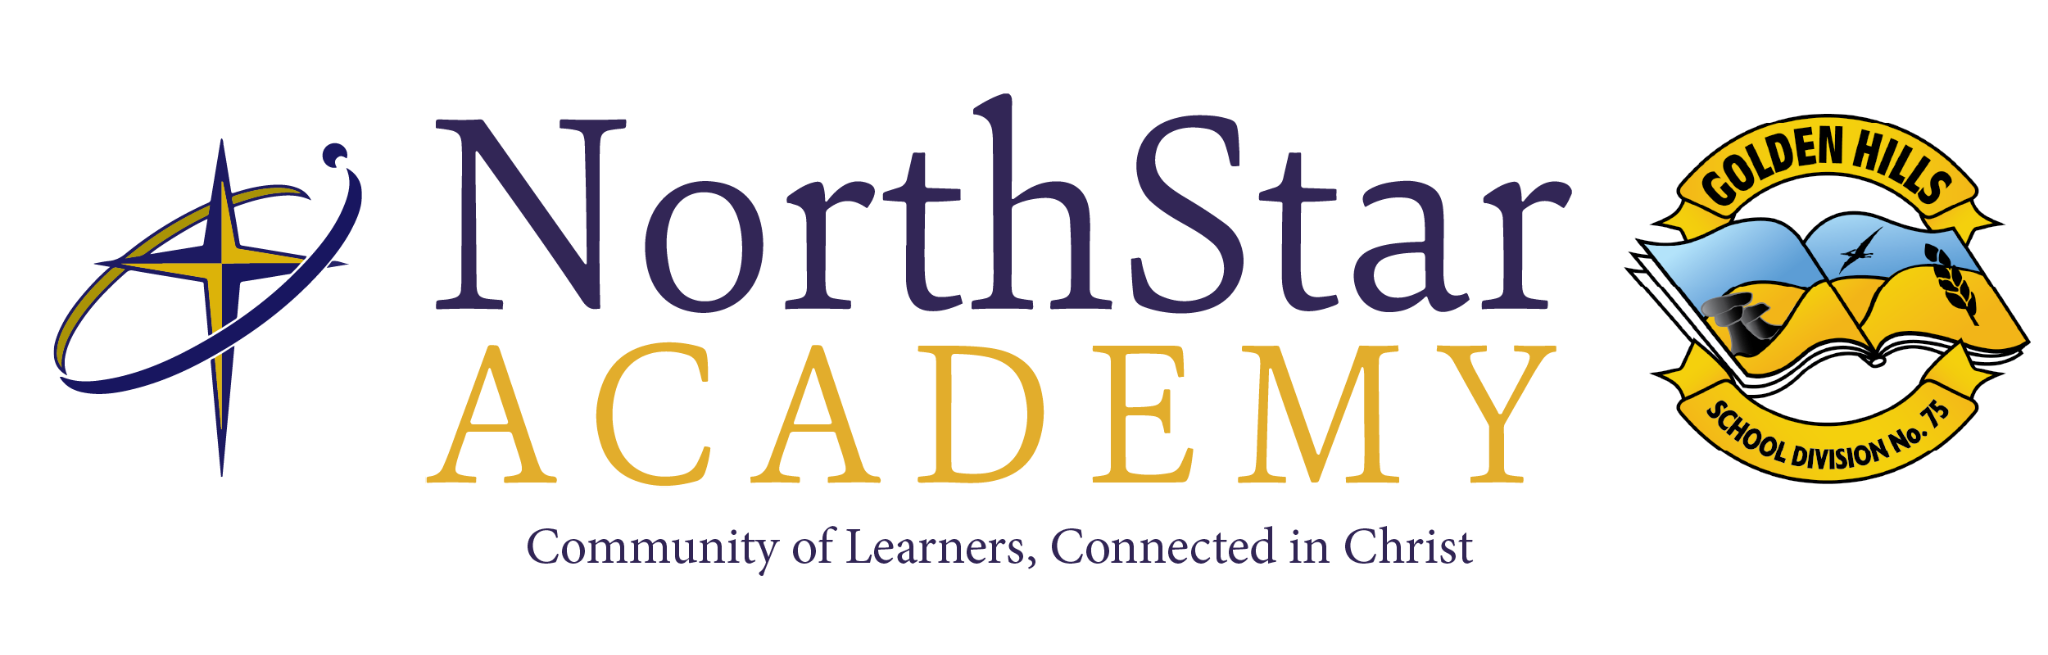 NorthStar
ACADEMY
Community of Learners, Connected in Christ
GOLDEN HILLS
SCHOOL DIVISION No. 75